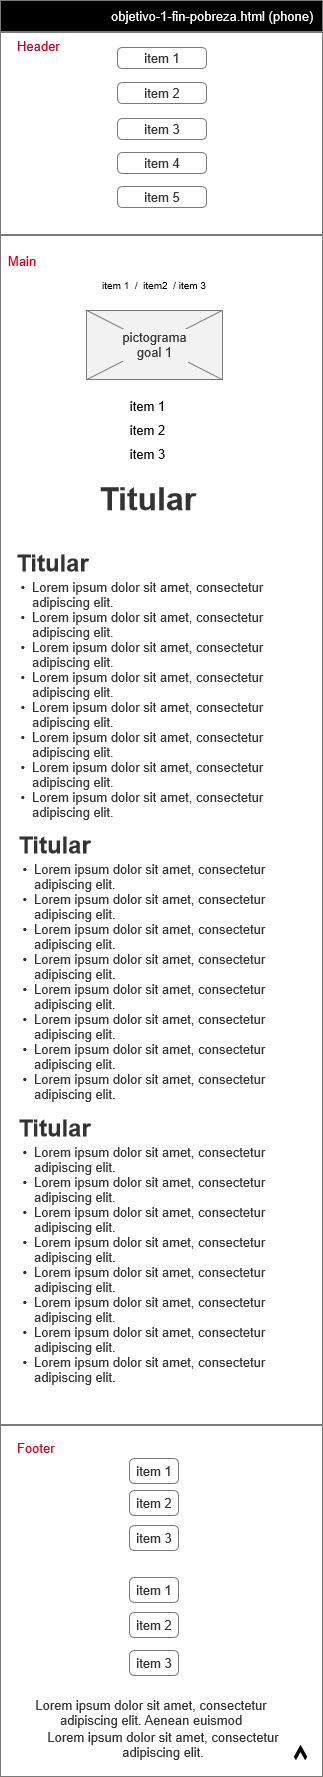 objetivo-1-fin-pobreza.html (phone)
Header
item 1
item 2
item 3
item 4
item 5
Main
item 1 / item2 / item 3
pictograma
goal 1
item 1
item 2
item 3
Titular
Titular
• Lorem ipsum dolor sit amet, consectetur
adipiscing elit.
• Lorem ipsum dolor sit amet, consectetur
adipiscing elit.
• Lorem ipsum dolor sit amet, consectetur
adipiscing elit.
• Lorem ipsum dolor sit amet, consectetur
adipiscing elit.
• Lorem ipsum dolor sit amet, consectetur
adipiscing elit.
• Lorem ipsum dolor sit amet, consectetur
adipiscing elit.
• Lorem ipsum dolor sit amet, consectetur
adipiscing elit.
• Lorem ipsum dolor sit amet, consectetur
adipiscing elit.
Titular
• Lorem ipsum dolor sit amet, consectetur
adipiscing elit.
• Lorem ipsum dolor sit amet, consectetur
adipiscing elit.
• Lorem ipsum dolor sit amet, consectetur
adipiscing elit.
• Lorem ipsum dolor sit amet, consectetur
adipiscing elit.
• Lorem ipsum dolor sit amet, consectetur
adipiscing elit.
• Lorem ipsum dolor sit amet, consectetur
adipiscing elit.
• Lorem ipsum dolor sit amet, consectetur
adipiscing elit.
• Lorem ipsum dolor sit amet, consectetur
adipiscing elit.
Titular
• Lorem ipsum dolor sit amet, consectetur
adipiscing elit.
• Lorem ipsum dolor sit amet, consectetur
adipiscing elit.
• Lorem ipsum dolor sit amet, consectetur
adipiscing elit.
• Lorem ipsum dolor sit amet, consectetur
adipiscing elit.
• Lorem ipsum dolor sit amet, consectetur
adipiscing elit.
• Lorem ipsum dolor sit amet, consectetur
adipiscing elit.
• Lorem ipsum dolor sit amet, consectetur
adipiscing elit.
• Lorem ipsum dolor sit amet, consectetur
adipiscing elit.
Footer
item 1
item 2
item 3
item 1
item 2
item 3
Lorem ipsum dolor sit amet, consectetur
adipiscing elit. Aenean euismod
Lorem ipsum dolor sit amet, consectetur
adipiscing elit.